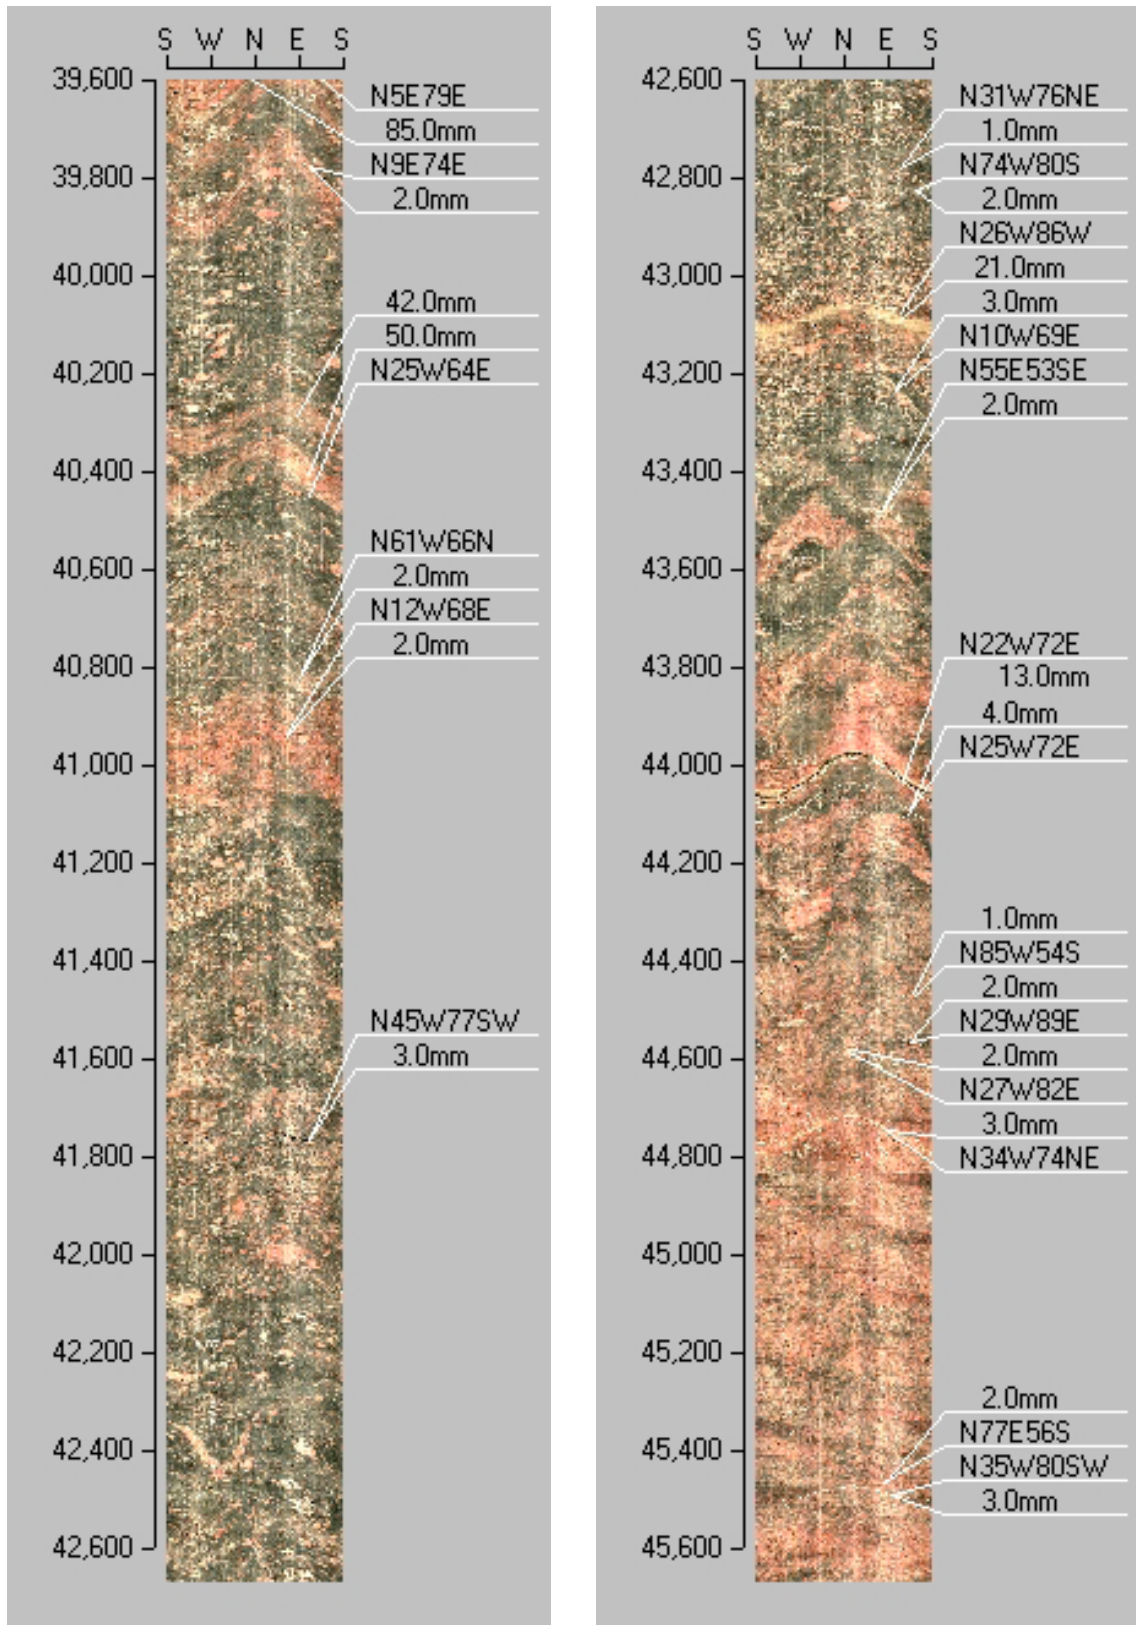 S W N E S
39,600
N5E79E
85.0mm
N9E74E
39,800
2.0mm
40,000
42.0mm
50.0mm
40,200
N25W64E
40,400
N61W66N
40,600
2.0mm
N12W68E
2.0mm
40,800
41,000
41,200
41,400
N45W77SW
41,600
3.0mm
41,800
42,000
42,200
42,400
42,600
S W N E S
42,600
N31W76NE
1.0mm
N74W80S
42,800
2.0mm
N26W86W
21.0mm
43,000
3.0mm
N10W69E
43,200
N55E53SE
2.0mm
43,400
43,600
N22W72E
43,800
13.0mm
4.0mm
N25W72E
44,000
44,200
1.0mm
N85W54S
44,400
2.0mm
N29W89E
44,600
2.0mm
N27W82E
3.0mm
44,800
N34W74NE
45,000
45,200
2.0mm
N77E56S
45,400
N35W80SW
3.0mm
45,600